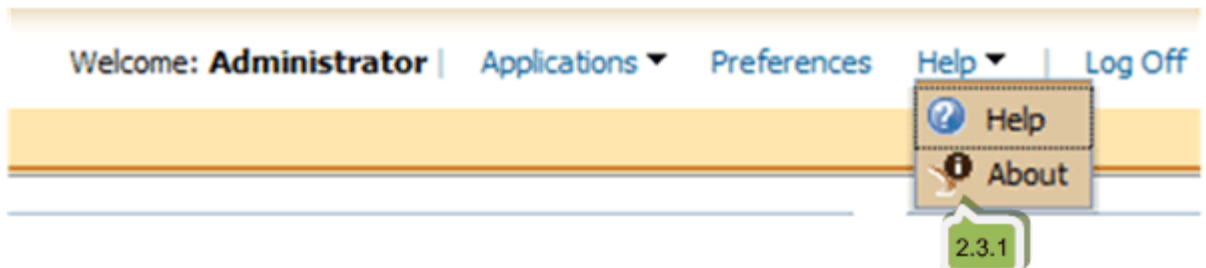 Welcome: Administrator | Applications ▼ Preferences Help ▼ | Log Off
Help
About
2.3.1